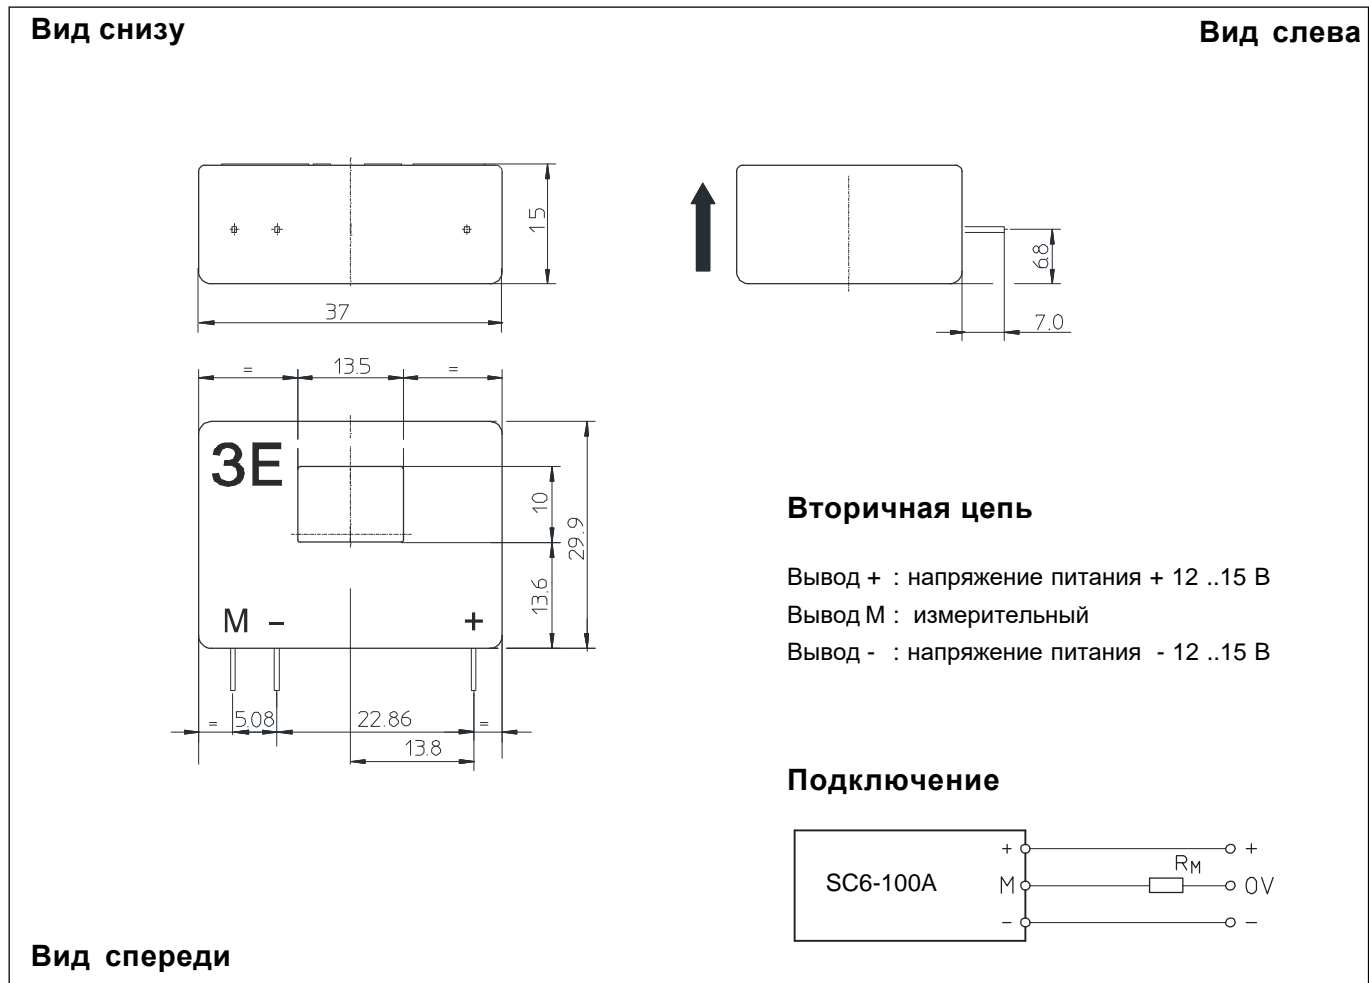 Вид снизу
Вид слева
15
37
6.8
7.0
= 13.5 =
3E
10
29.9
13.6
M - +
= 5.08 22.86 =
13.8
Вторичная цепь
Вывод + : напряжение питания + 12 ..15 В
Вывод М : измерительный
Вывод - : напряжение питания - 12 ..15 В
Подключение
SC6-100A
+ +
M RM 0V
- -
Вид спереди